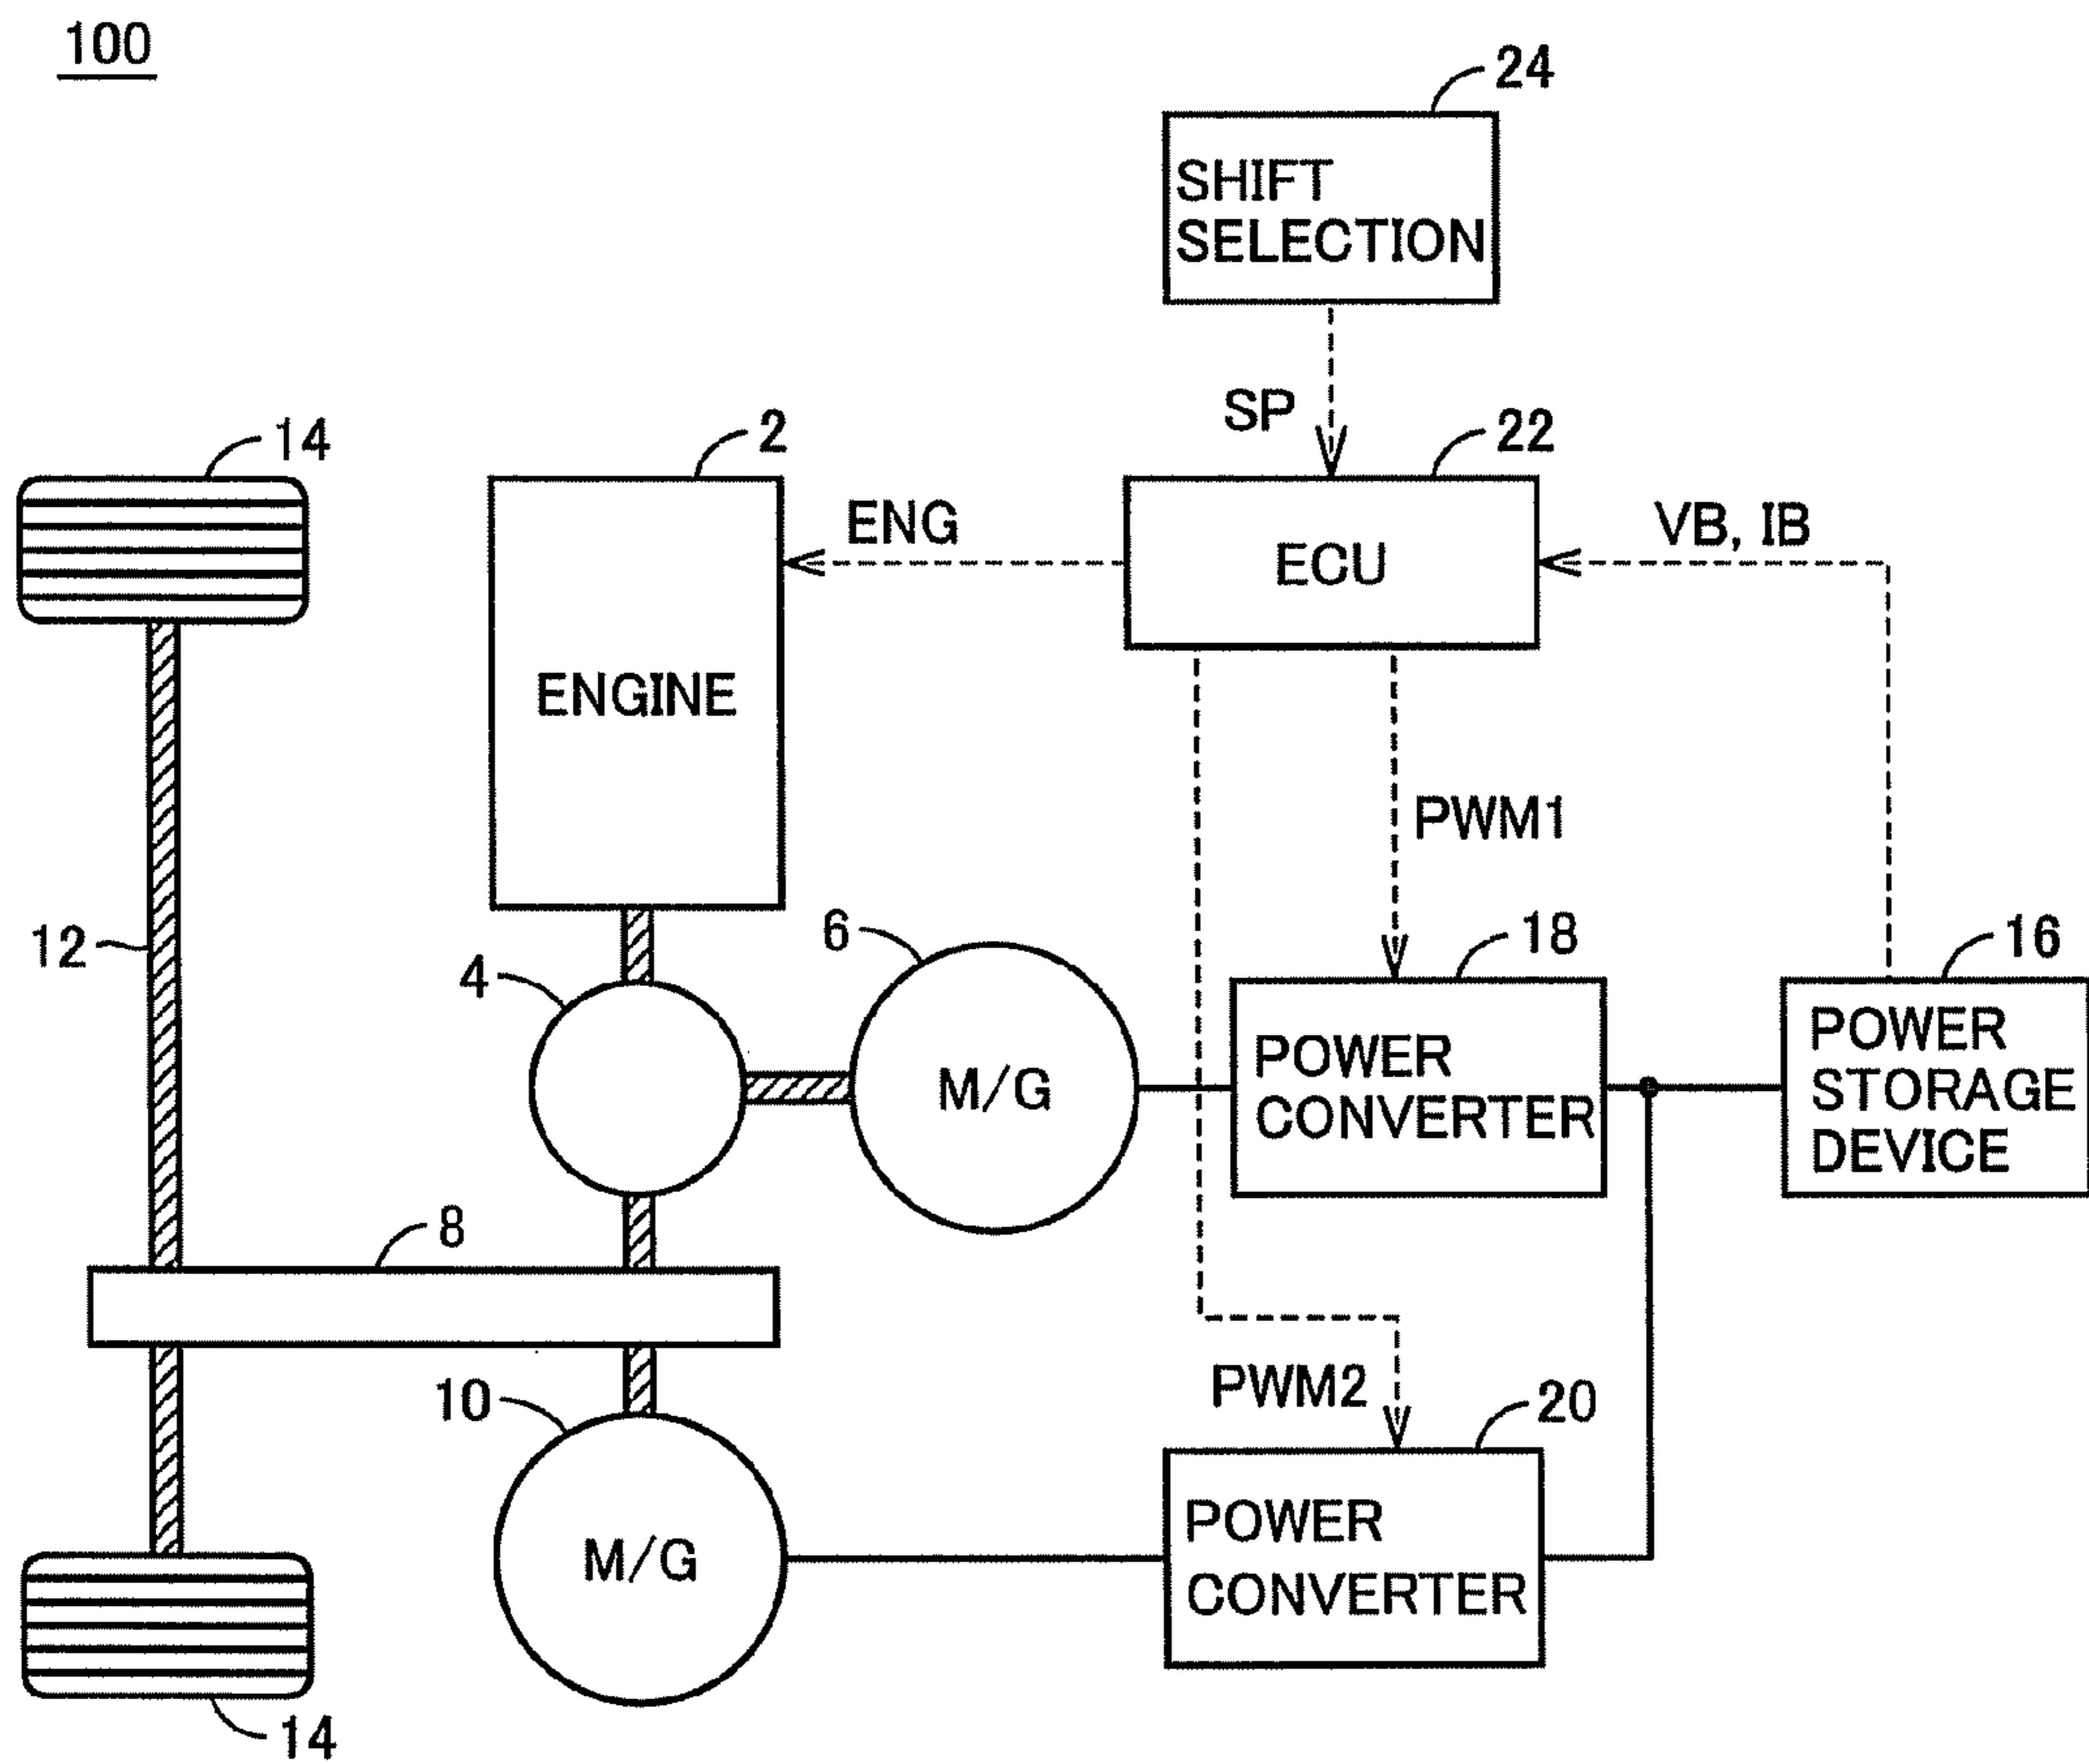 100
24
SHIFT
SELECTION
SP
14
2
22
ENG
VB, IB
ECU
ENGINE
PWM1
12
6
18
16
4
POWER
CONVERTER
POWER
STORAGE
DEVICE
M/G
8
10
PWM2
20
M/G
POWER
CONVERTER
14